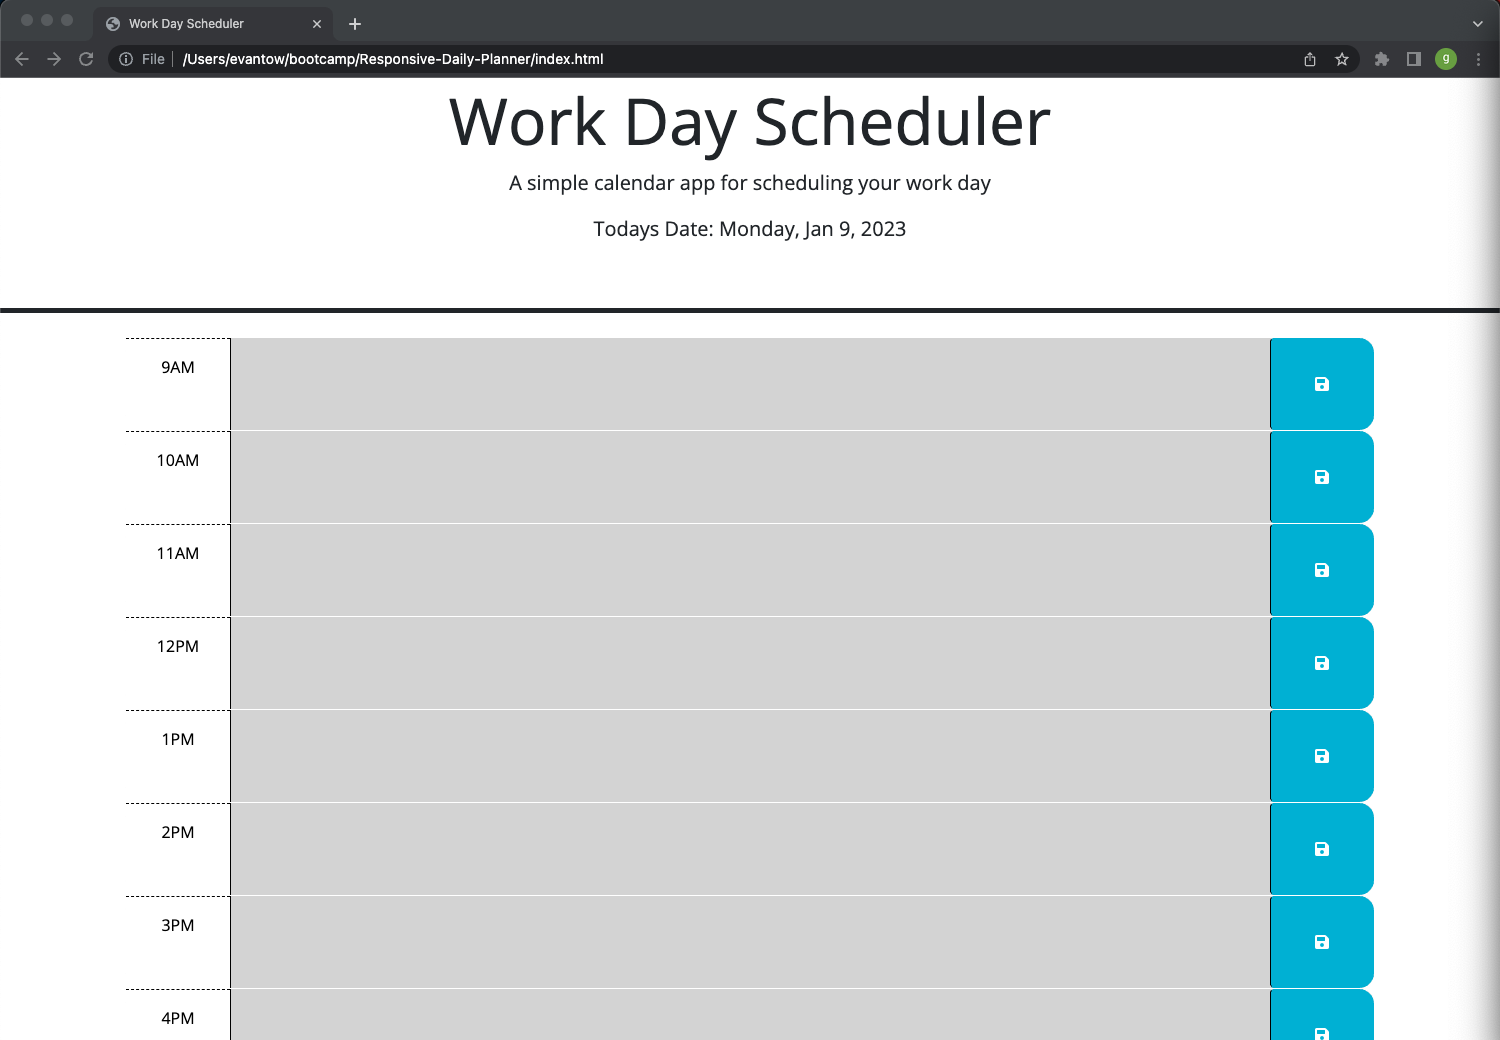 Work Day Scheduler
File /Users/evantow/bootcamp/Responsive-Daily-Planner/index.html
g
Work Day Scheduler
A simple calendar app for scheduling your work day
Todays Date: Monday, Jan 9, 2023
9AM
10AM
11AM
12PM
1PM
2PM
3PM
4PM